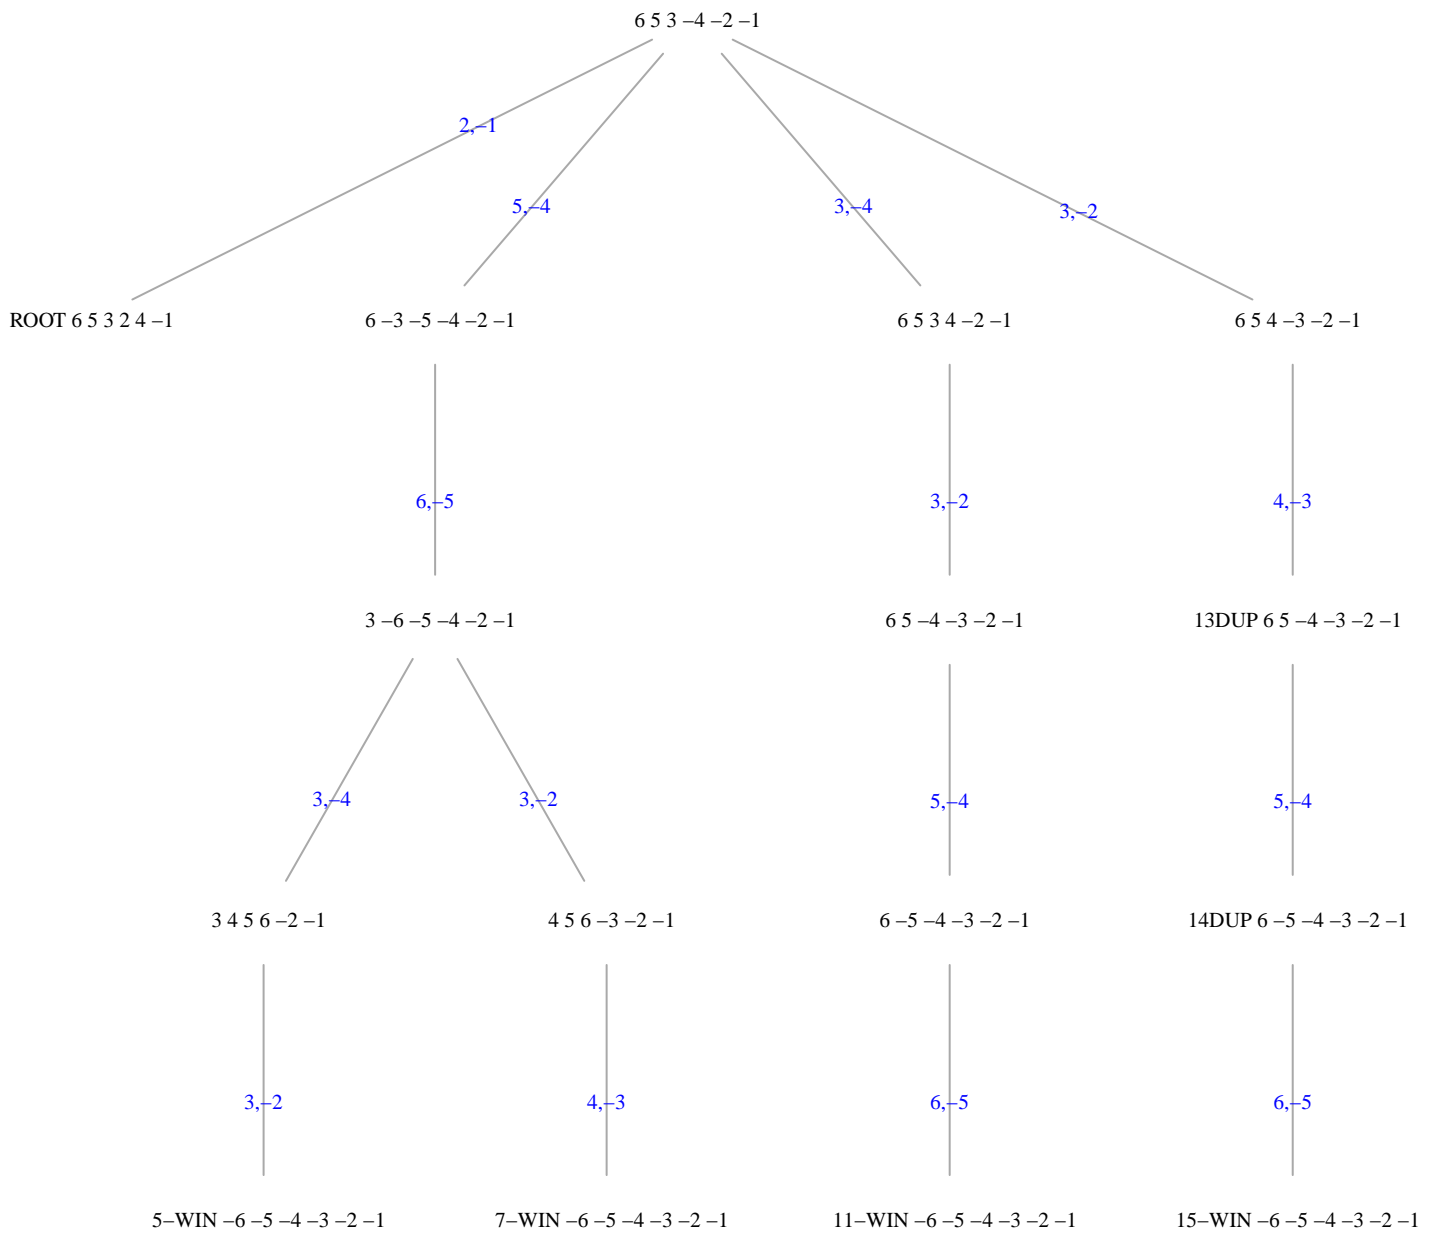 6 5 3 −4 −2 −1
2,−1
5,−4
3,−4
3,−2
ROOT 6 5 3 2 4 −1
6 −3 −5 −4 −2 −1
6 5 3 4 −2 −1
6 5 4 −3 −2 −1
6,−5
3,−2
4,−3
3 −6 −5 −4 −2 −1
6 5 −4 −3 −2 −1
13DUP 6 5 −4 −3 −2 −1
3,−4
3,−2
5,−4
5,−4
3 4 5 6 −2 −1
4 5 6 −3 −2 −1
6 −5 −4 −3 −2 −1
14DUP 6 −5 −4 −3 −2 −1
3,−2
4,−3
6,−5
6,−5
5−WIN −6 −5 −4 −3 −2 −1
7−WIN −6 −5 −4 −3 −2 −1
11−WIN −6 −5 −4 −3 −2 −1
15−WIN −6 −5 −4 −3 −2 −1